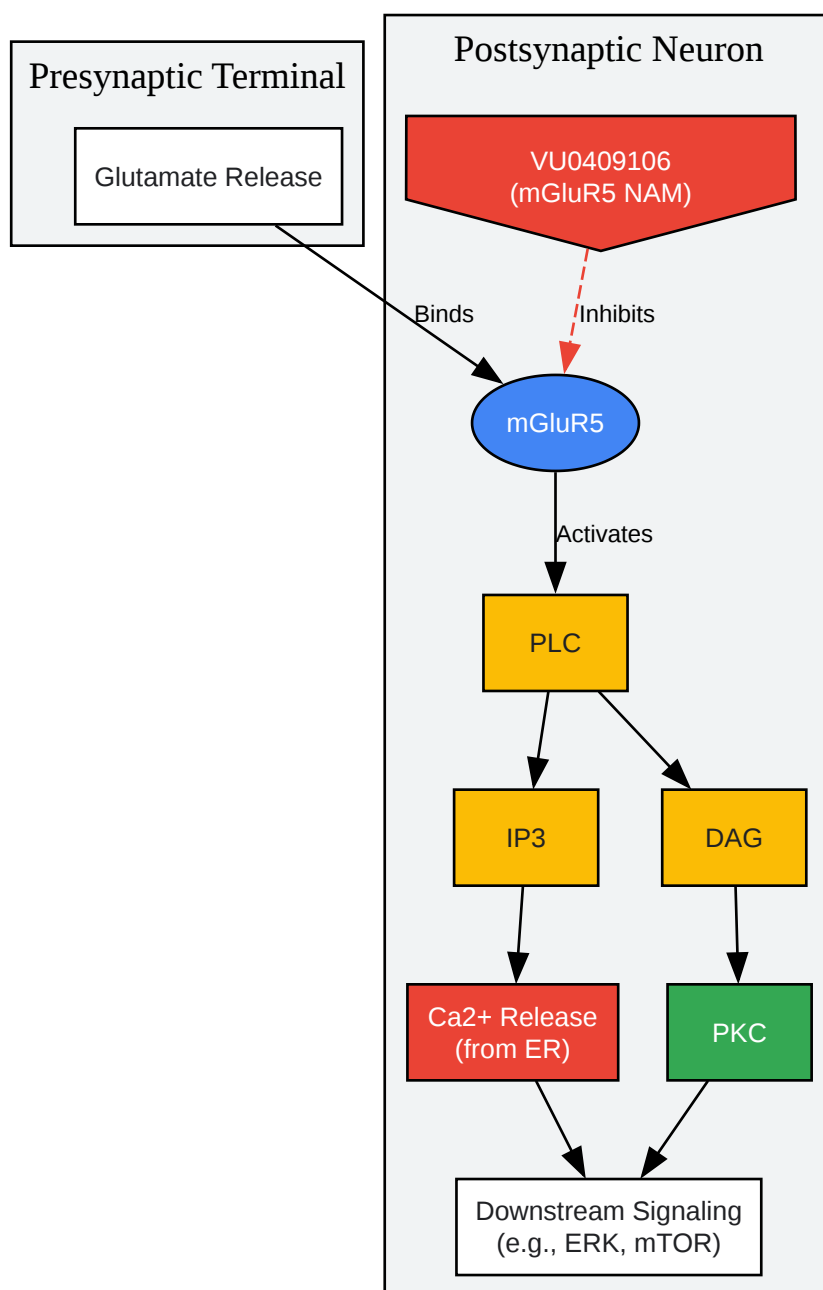 Presynaptic Terminal
Glutamate Release
Postsynaptic Neuron
VU0409106
(mGluR5 NAM)
Binds
Inhibits
mGluR5
Activates
PLC
IP3
DAG
Ca2+ Release
(from ER)
PKC
Downstream Signaling
(e.g., ERK, mTOR)